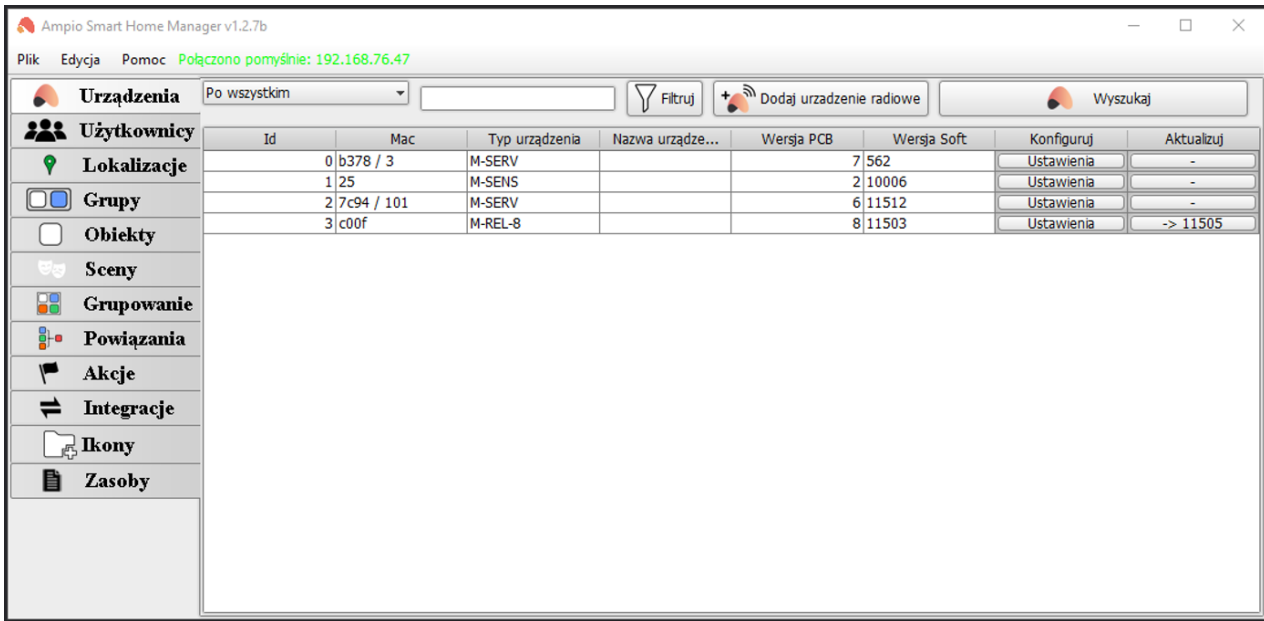 Ampio Smart Home Manager v1.2.7b
Plik Edycja Pomoc Połączono pomyślnie: 192.168.76.47
Urządzenia
Użytkownicy
Lokalizacje
Grupy
Obiekty
Sceny
Grupowanie
Powiązania
Akcje
Integracje
Ikony
Zasoby
Po wszystkim Filtruj Dodaj urzadzenie radiowe Wyszukaj
Id Mac Typ urządzenia Nazwa urządze... Wersja PCB Wersja Soft Konfiguruj Aktualizuj
0 b378 / 3 M-SERV 7 562 Ustawienia -
1 25 M-SENS 2 10006 Ustawienia -
2 7c94 / 101 M-SERV 6 11512 Ustawienia -
3 c00f M-REL-8 8 11503 Ustawienia -> 11505